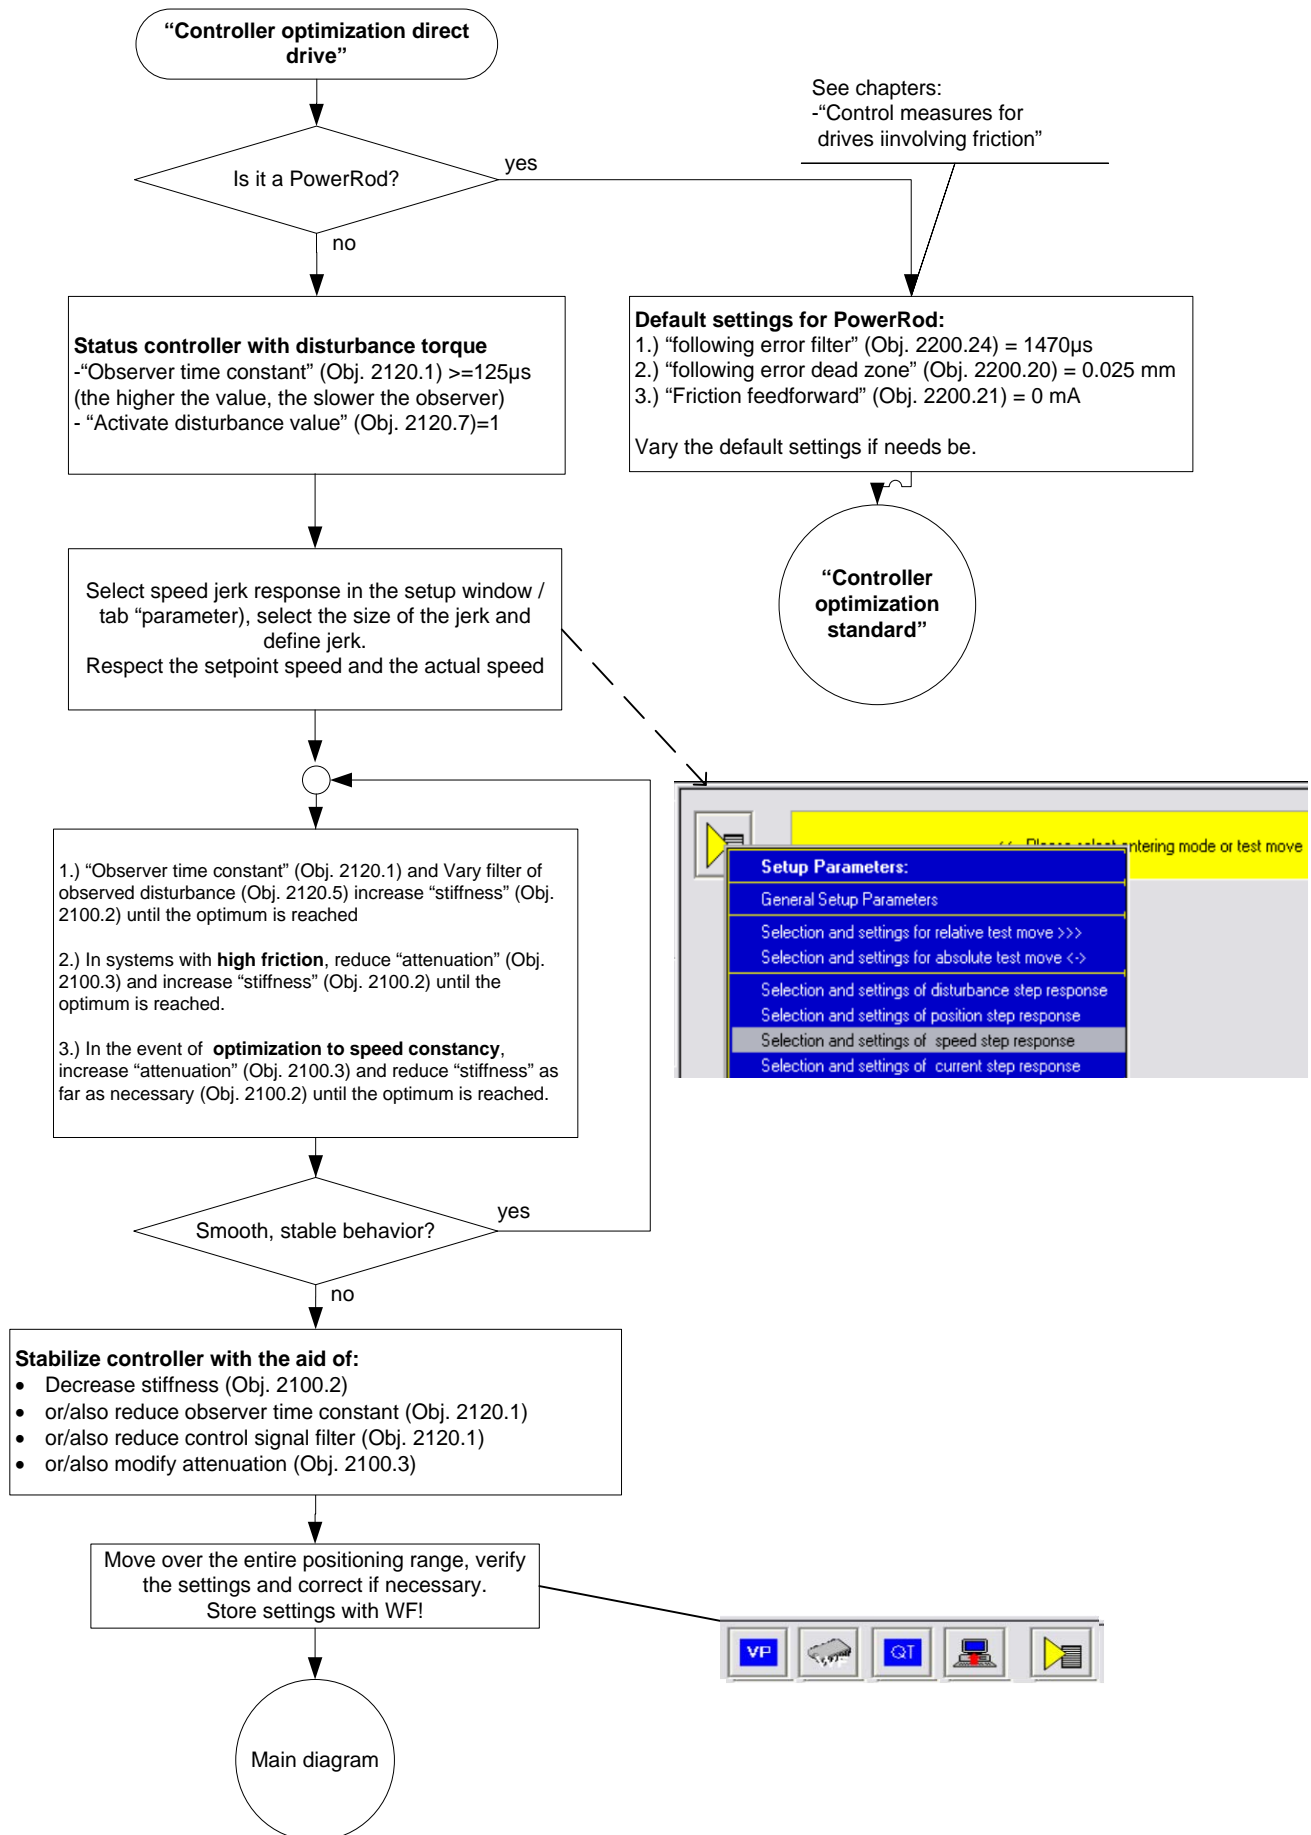 “Controller optimization direct
drive”
See chapters:
-“Control measures for
drives iinvolving friction”
Is it a PowerRod?
yes
no
Status controller with disturbance torque
-“Observer time constant” (Obj. 2120.1) >=125µs
(the higher the value, the slower the observer)
- “Activate disturbance value” (Obj. 2120.7)=1
Default settings for PowerRod:
1.) “following error filter” (Obj. 2200.24) = 1470µs
2.) “following error dead zone” (Obj. 2200.20) = 0.025 mm
3.) “Friction feedforward” (Obj. 2200.21) = 0 mA
Vary the default settings if needs be.
“Controller
optimization
standard”
Select speed jerk response in the setup window /
tab “parameter), select the size of the jerk and
define jerk.
Respect the setpoint speed and the actual speed
ntering mode or test move
Setup Parameters:
General Setup Parameters
Selection and settings for relative test move >>>
Selection and settings for absolute test move <->
Selection and settings of disturbance step response
Selection and settings of position step response
Selection and settings of speed step response
Selection and settings of current step response
1.) “Observer time constant” (Obj. 2120.1) and Vary filter of
observed disturbance (Obj. 2120.5) increase “stiffness” (Obj.
2100.2) until the optimum is reached
2.) In systems with high friction, reduce “attenuation” (Obj.
2100.3) and increase “stiffness” (Obj. 2100.2) until the
optimum is reached.
3.) In the event of optimization to speed constancy,
increase “attenuation” (Obj. 2100.3) and reduce “stiffness” as
far as necessary (Obj. 2100.2) until the optimum is reached.
Smooth, stable behavior?
yes
no
Stabilize controller with the aid of:
• Decrease stiffness (Obj. 2100.2)
• or/also reduce observer time constant (Obj. 2120.1)
• or/also reduce control signal filter (Obj. 2120.1)
• or/also modify attenuation (Obj. 2100.3)
Move over the entire positioning range, verify
the settings and correct if necessary.
Store settings with WF!
VP
QT
Main diagram